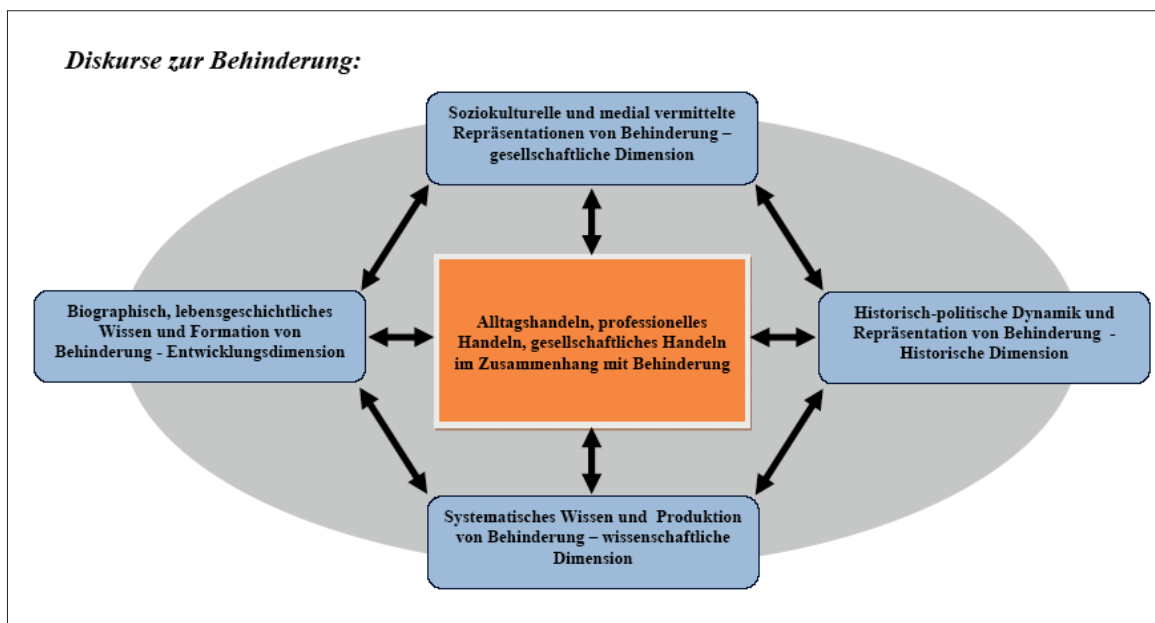 Diskurse zur Behinderung:
Soziokulturelle und medial vermittelte
Repräsentationen von Behinderung –
gesellschaftliche Dimension
Biographisch, lebensgeschichtliches
Wissen und Formation von
Behinderung - Entwicklungsdimension
Alltagshandeln, professionelles
Handeln, gesellschaftliches Handeln
im Zusammenhang mit Behinderung
Historisch-politische Dynamik und
Repräsentation von Behinderung -
Historische Dimension
Systematisches Wissen und Produktion
von Behinderung – wissenschaftliche
Dimension